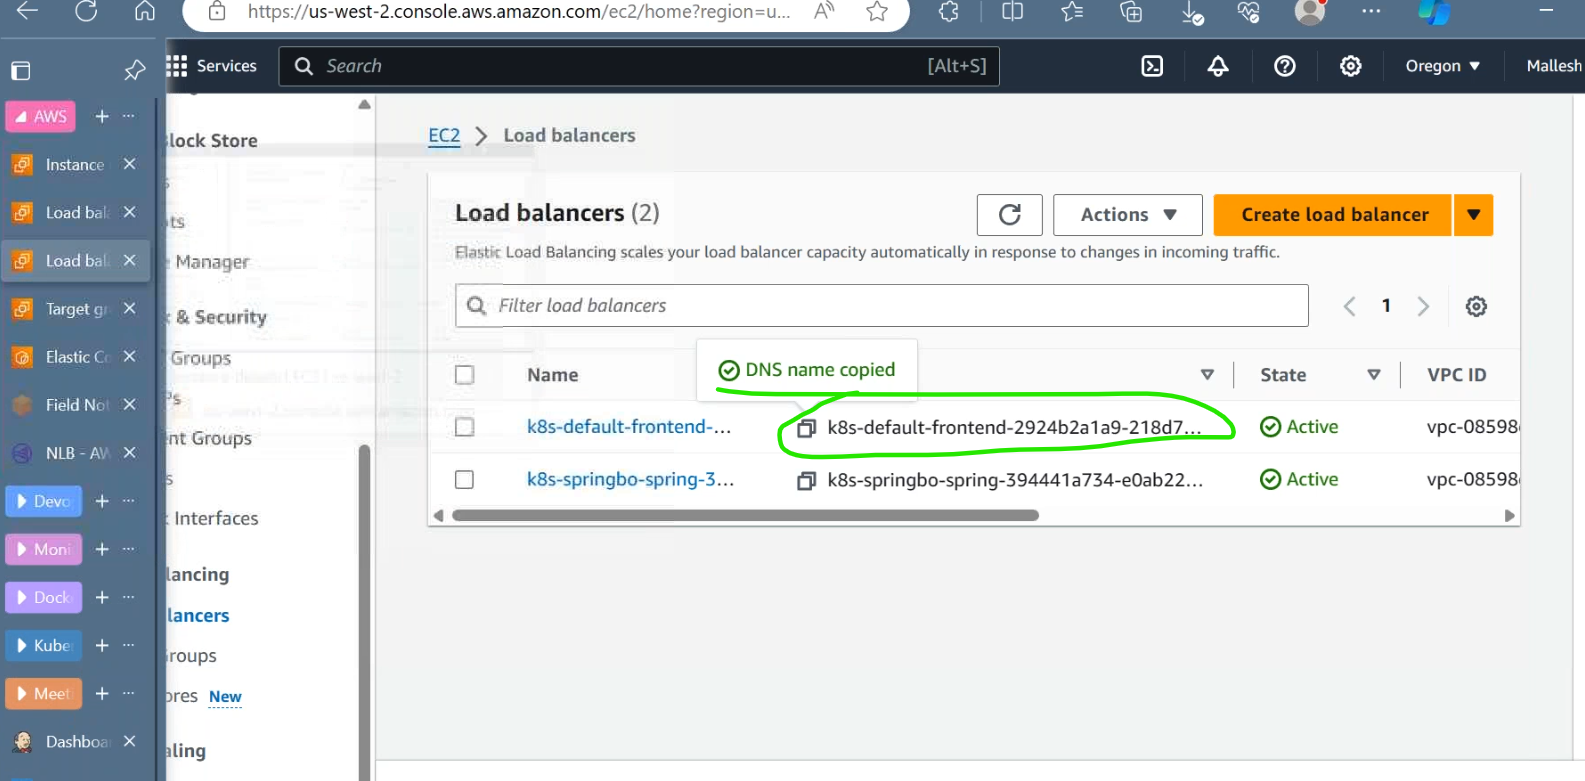 https://us-west-2.console.aws.amazon.com/ec2/home?region=u...
Services
Search
[Alt+S]
Oregon
Mallesh
AWS
Instance
Load bal
Load bal
Target gr
Elastic Co
Field Not
NLB - AW
Devo
Moni
Dock
Kube
Meet
Dashboa
lock Store
ts
Manager
& Security
Groups
Ps
nt Groups
s
Interfaces
lancing
lancers
roups
ores New
aling
EC2 > Load balancers
Load balancers (2)
Actions
Create load balancer
Elastic Load Balancing scales your load balancer capacity automatically in response to changes in incoming traffic.
Filter load balancers
1
DNS name copied
Name
State
VPC ID
k8s-default-frontend-...
k8s-default-frontend-2924b2a1a9-218d7...
Active
vpc-08598
k8s-springbo-spring-3...
k8s-springbo-spring-394441a734-e0ab22...
Active
vpc-08598